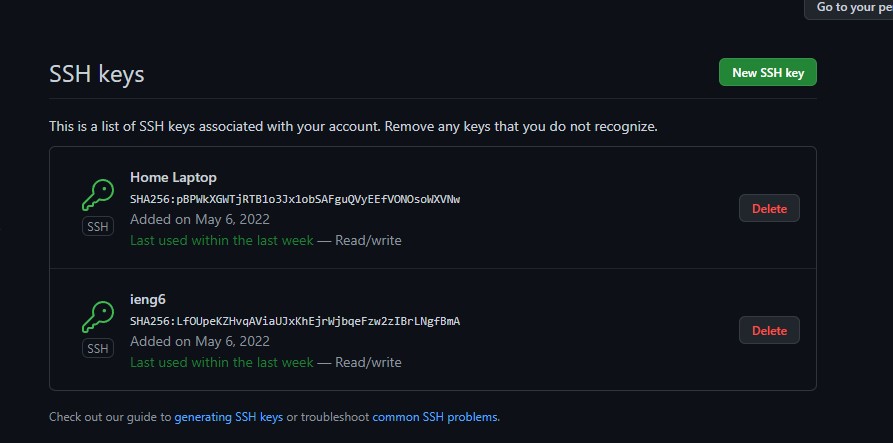 Go to your pe
SSH keys
New SSH key
This is a list of SSH keys associated with your account. Remove any keys that you do not recognize.
Home Laptop
SHA256:pBPWkXGWTjRTB1o3Jx1obSAFguQVyEEfVONOsoWXVNw
SSH
Added on May 6, 2022
Last used within the last week — Read/write
Delete
ieng6
SHA256:LfOUpeKZHvqAViaUJxKhEjrWjbqeFzw2zIBrLNgfBmA
SSH
Added on May 6, 2022
Last used within the last week — Read/write
Delete
Check out our guide to generating SSH keys or troubleshoot common SSH problems.